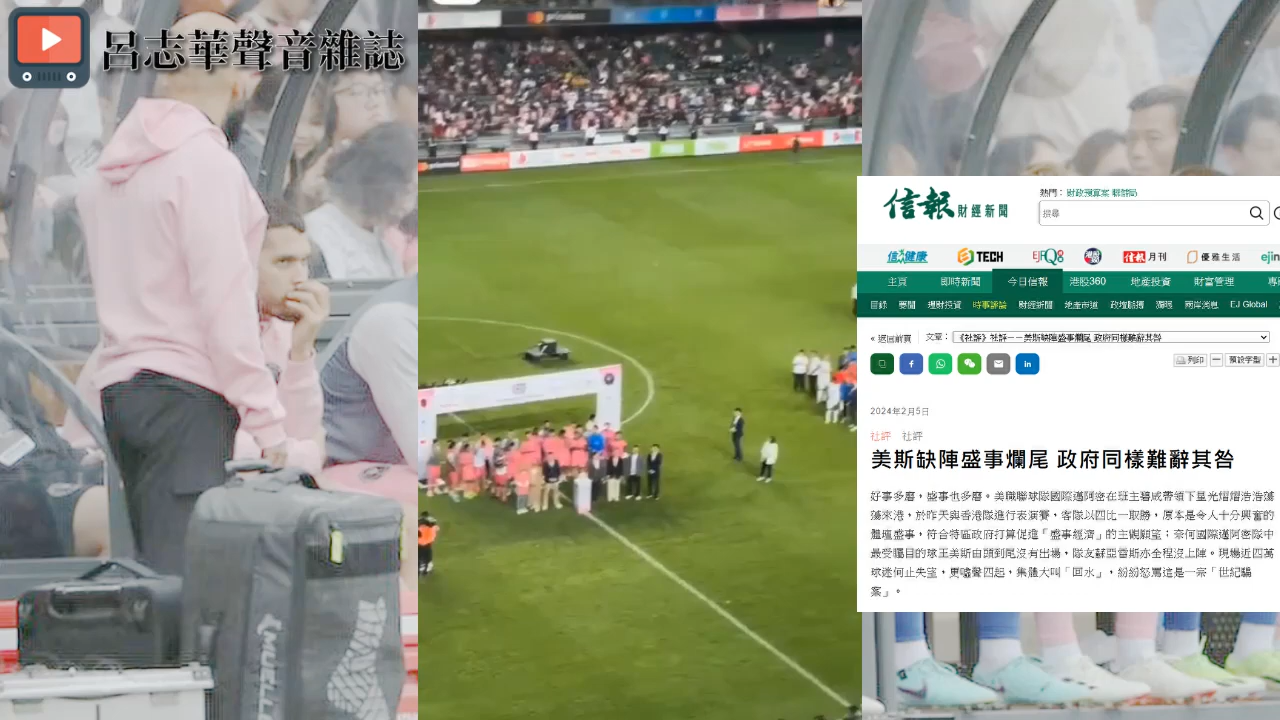 呂志華聲音雜誌
MUELLE
信報 財經新聞
熱門： 財政預算案 聯儲局
搜尋
信健康
TECH
EJFQ
信報 月刊
優雅生活
ejin
主頁 即時新聞 今日信報 港股360 地產投資 財富管理
目錄 要聞 理財投資 時事評論 財經新聞 地產市道 政壇脈搏 兩岸消息 EJ Global
« 返回前頁 文章： 《社評》社評——美斯缺陣盛事爛尾 政府同樣難辭其咎
列印 預設字型
2024年2月5日
社評 社評
美斯缺陣盛事爛尾 政府同樣難辭其咎
好事多磨，盛事也多磨。美職聯球隊國際邁阿密在班主碧咸帶領下星光熠熠浩浩蕩
蕩來港，於昨天與香港隊進行表演賽，客隊以四比一取勝，原本是令人十分興奮的
體壇盛事，符合特區政府打算促進「盛事經濟」的主觀願望；奈何國際邁阿密隊中
最受矚目的球王美斯由頭到尾沒有出場，隊友蘇亞雷斯亦全程沒上陣。現場近四萬
球迷何止失望，更噓聲四起，集體大叫「回水」，紛紛怒罵這是一宗「世紀騙
案」。